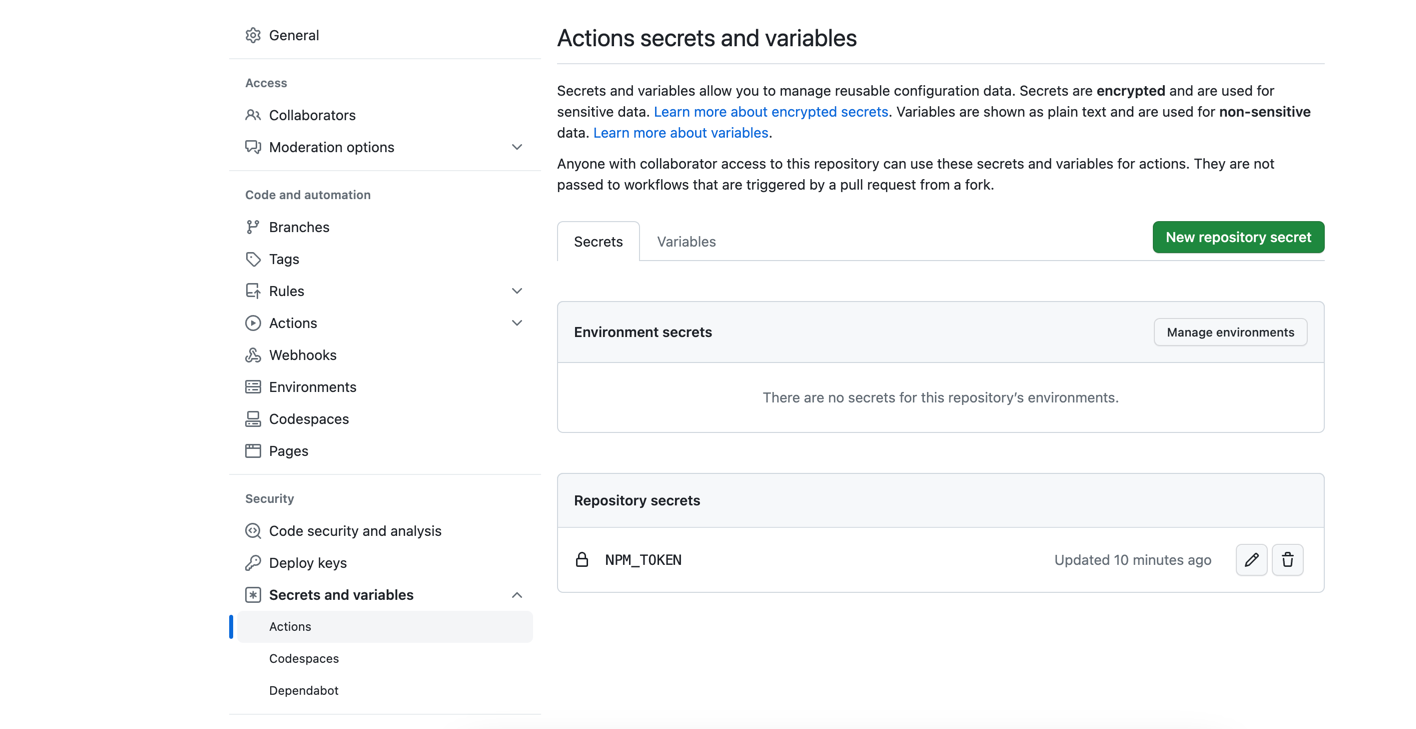 General
Access
Collaborators
Moderation options
Code and automation
Branches
Tags
Rules
Actions
Webhooks
Environments
Codespaces
Pages
Security
Code security and analysis
Deploy keys
Secrets and variables
Actions
Codespaces
Dependabot
Actions secrets and variables
Secrets and variables allow you to manage reusable configuration data. Secrets are encrypted and are used for
sensitive data. Learn more about encrypted secrets. Variables are shown as plain text and are used for non-sensitive
data. Learn more about variables.
Anyone with collaborator access to this repository can use these secrets and variables for actions. They are not
passed to workflows that are triggered by a pull request from a fork.
Secrets
Variables
New repository secret
Environment secrets
Manage environments
There are no secrets for this repository's environments.
Repository secrets
NPM_TOKEN
Updated 10 minutes ago